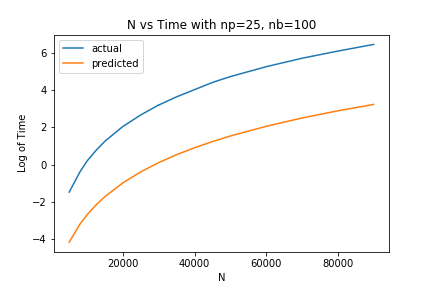 N vs Time with np=25, nb=100
actual
predicted
Log of Time
6
4
2
0
−2
−4
20000 40000 60000 80000
N